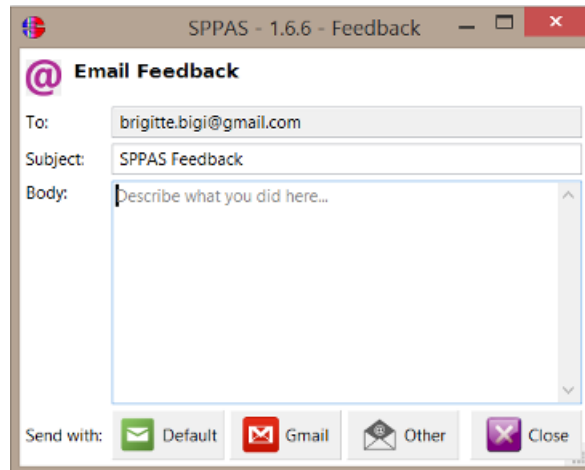 SPPAS - 1.6.6 - Feedback
@ Email Feedback
To: brigitte.bigi@gmail.com
Subject: SPPAS Feedback
Body: Describe what you did here...
Send with: Default Gmail Other Close